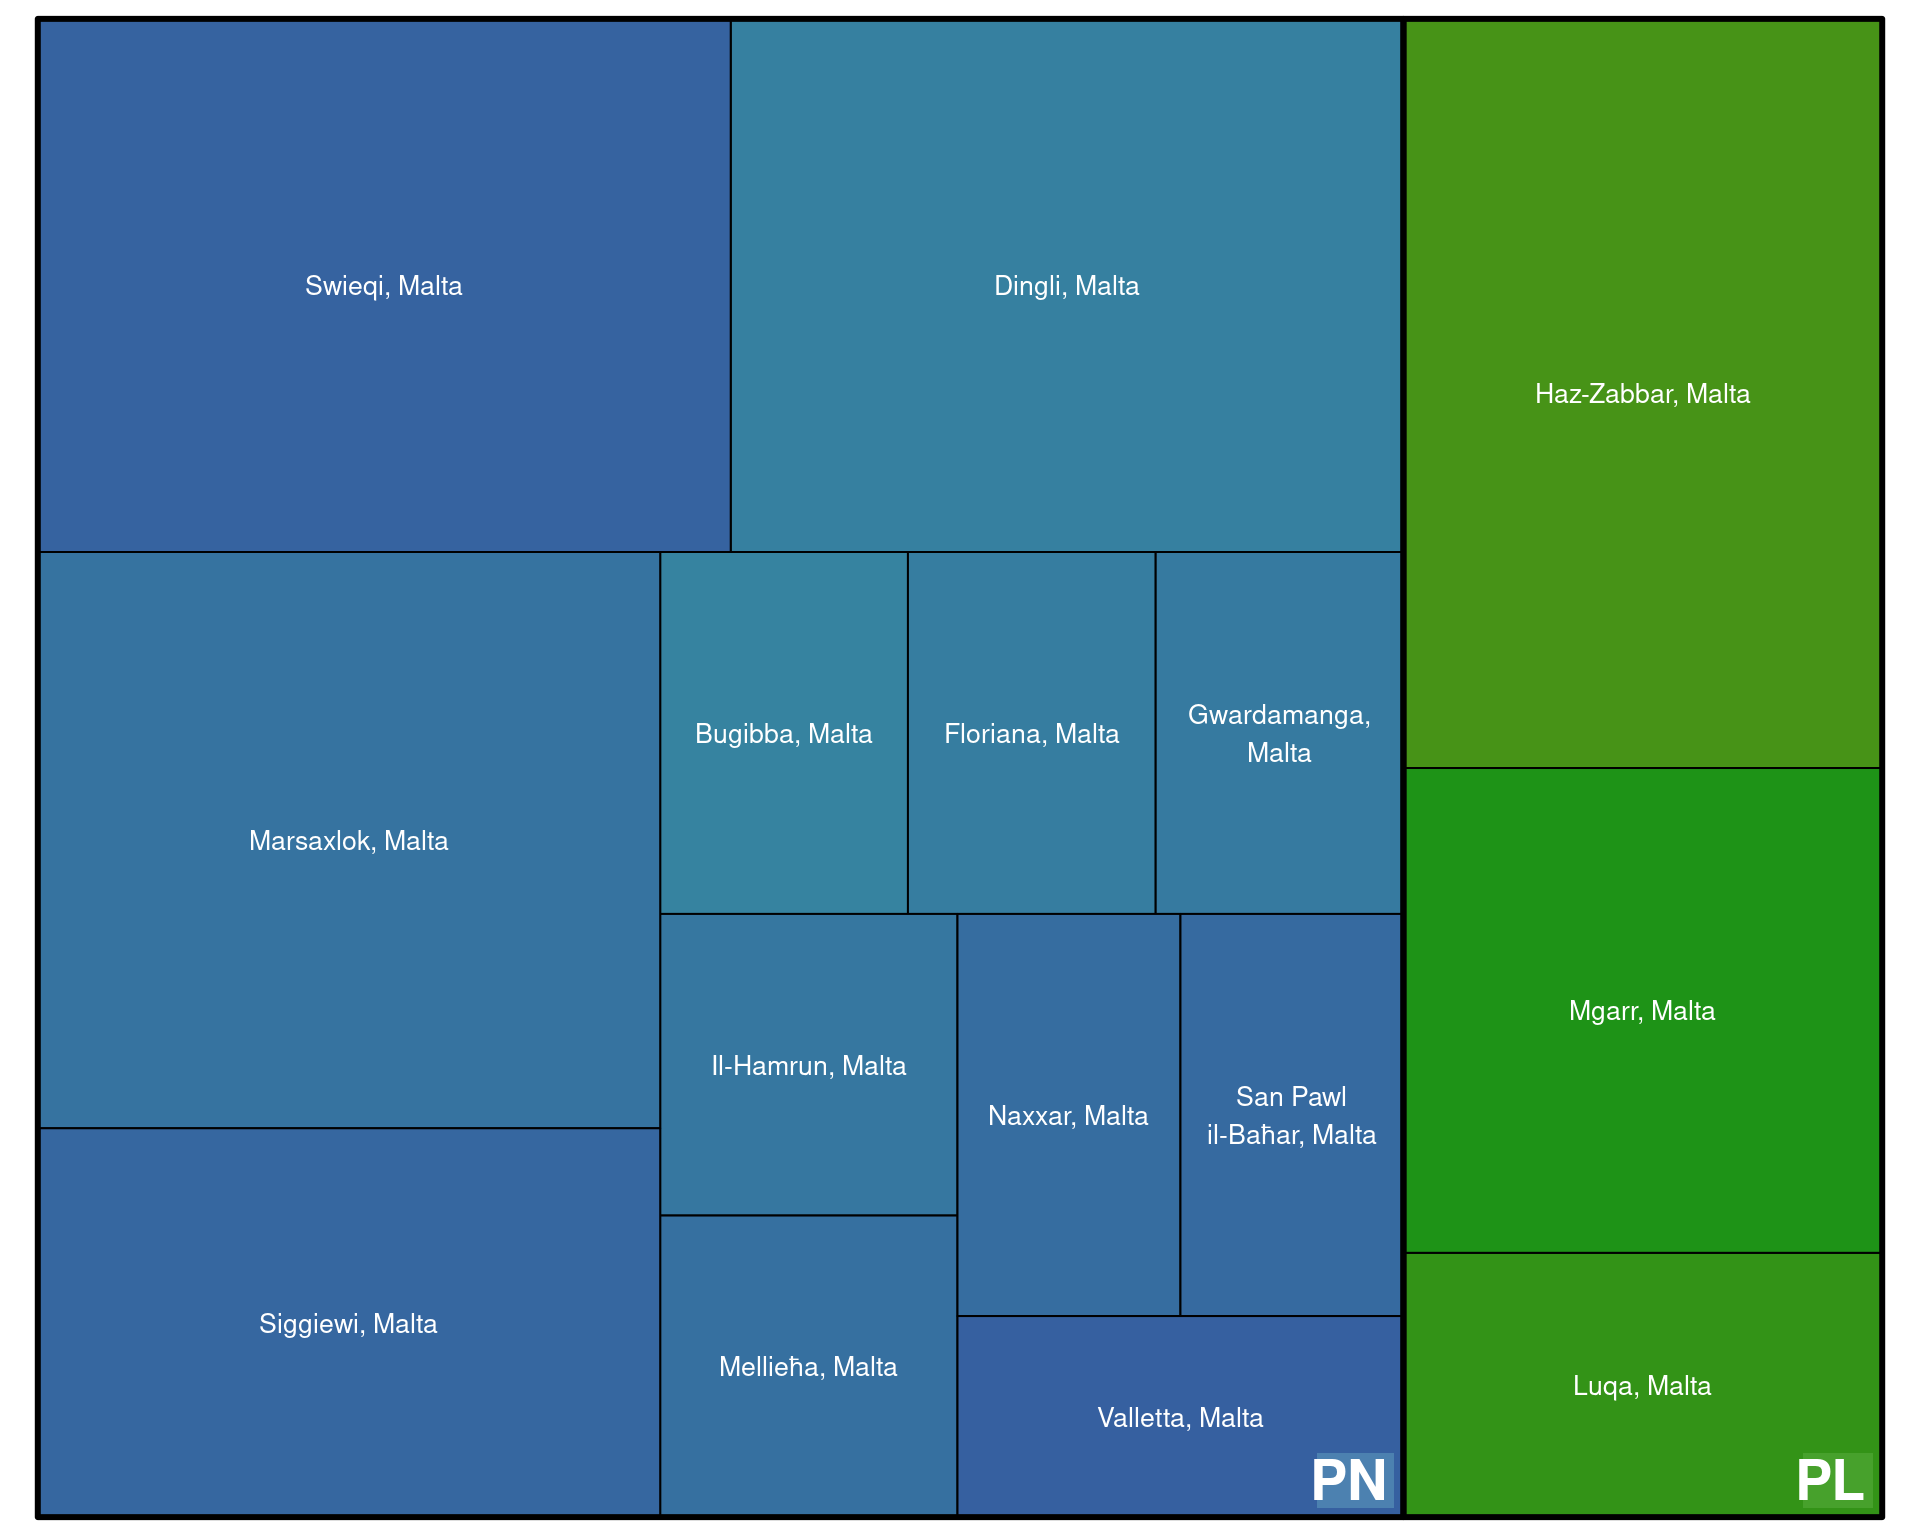 Swieqi, Malta
Dingli, Malta
Haz-Zabbar, Malta
Marsaxlok, Malta
Bugibba, Malta
Floriana, Malta
Gwardamanga,
Malta
Il-Hamrun, Malta
Naxxar, Malta
San Pawl
il-Baħar, Malta
Mgarr, Malta
Siggiewi, Malta
Mellieħa, Malta
Valletta, Malta
Luqa, Malta
PN
PL